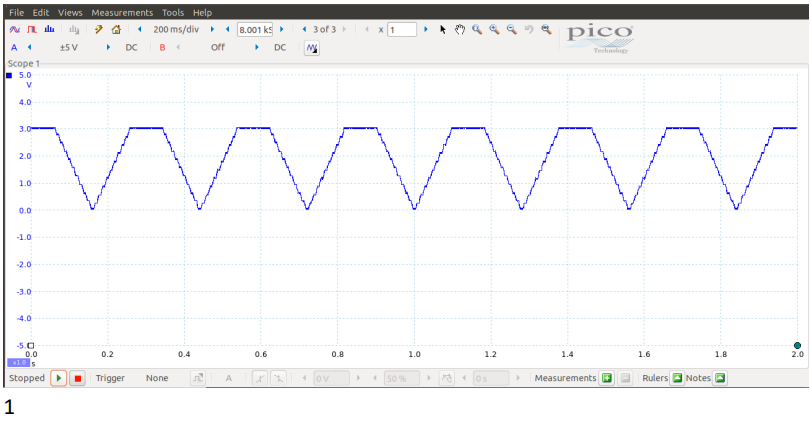 File Edit Views Measurements Tools Help
200 ms/div 8.001 kS 3 of 3 x 1 pico
Technology
A ±5 V DC B Off DC
Scope 1
5.0
V
4.0
3.0
2.0
1.0
0.0
-1.0
-2.0
-3.0
-4.0
-5.0
0.0 0.2 0.4 0.6 0.8 1.0 1.2 1.4 1.6 1.8 2.0
x1.0 s
Stopped Trigger None A 0 V 50 % 0 s Measurements Rulers Notes
1